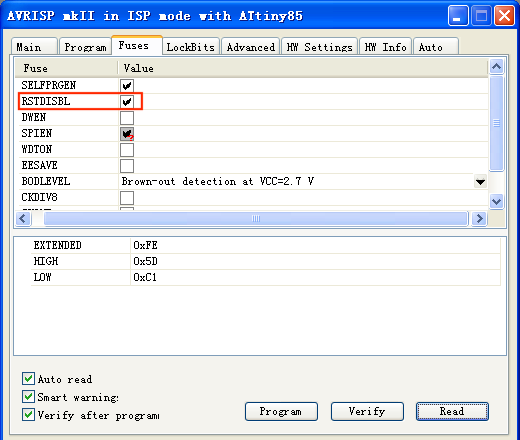 AVRISP mkII in ISP mode with ATtiny85
Main Program Fuses LockBits Advanced HW Settings HW Info Auto
Fuse Value
SELFPRGEN
RSTDISBL
DWEN
SPIEN
WDTON
EESAVE
BODLEVEL Brown-out detection at VCC=2.7 V
CKDIV8
EXTENDED 0xFE
HIGH 0x5D
LOW 0xC1
Auto read
Smart warnings
Verify after program
Program Verify Read